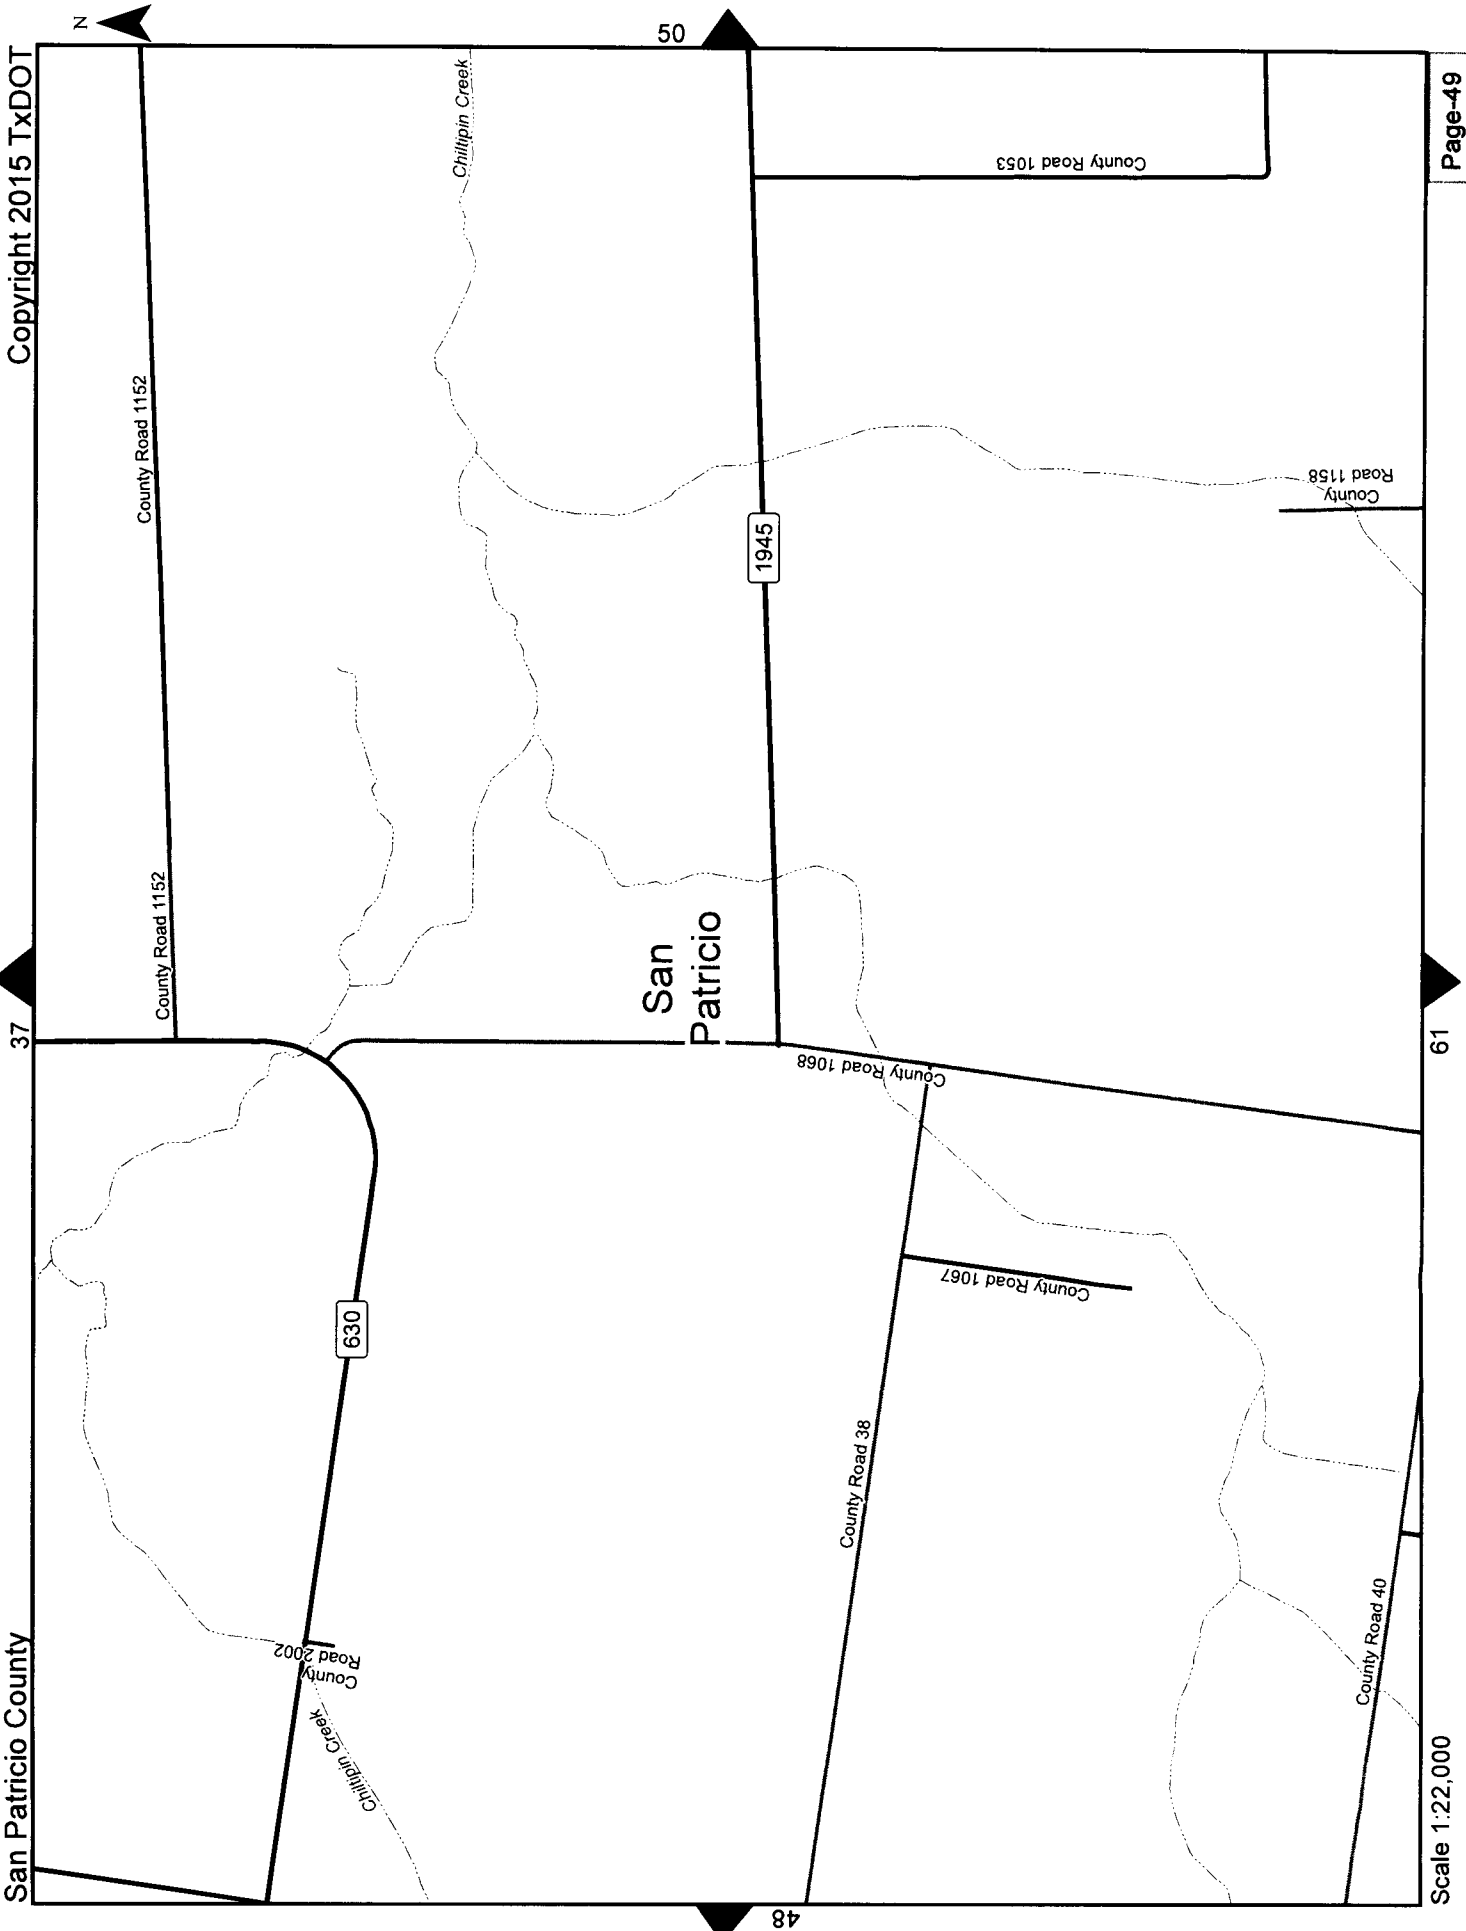 San Patricio County
Copyright 2015 TxDOT
N
37
50
County Road 1152
County Road 1152
Chiltipin Creek
630
County
Road 2002
Chiltipin Creek
San
Patricio
1945
County Road 1053
County Road 1068
County Road 38
County Road 1067
County
Road 1158
County Road 40
48
61
Scale 1:22,000
Page-49